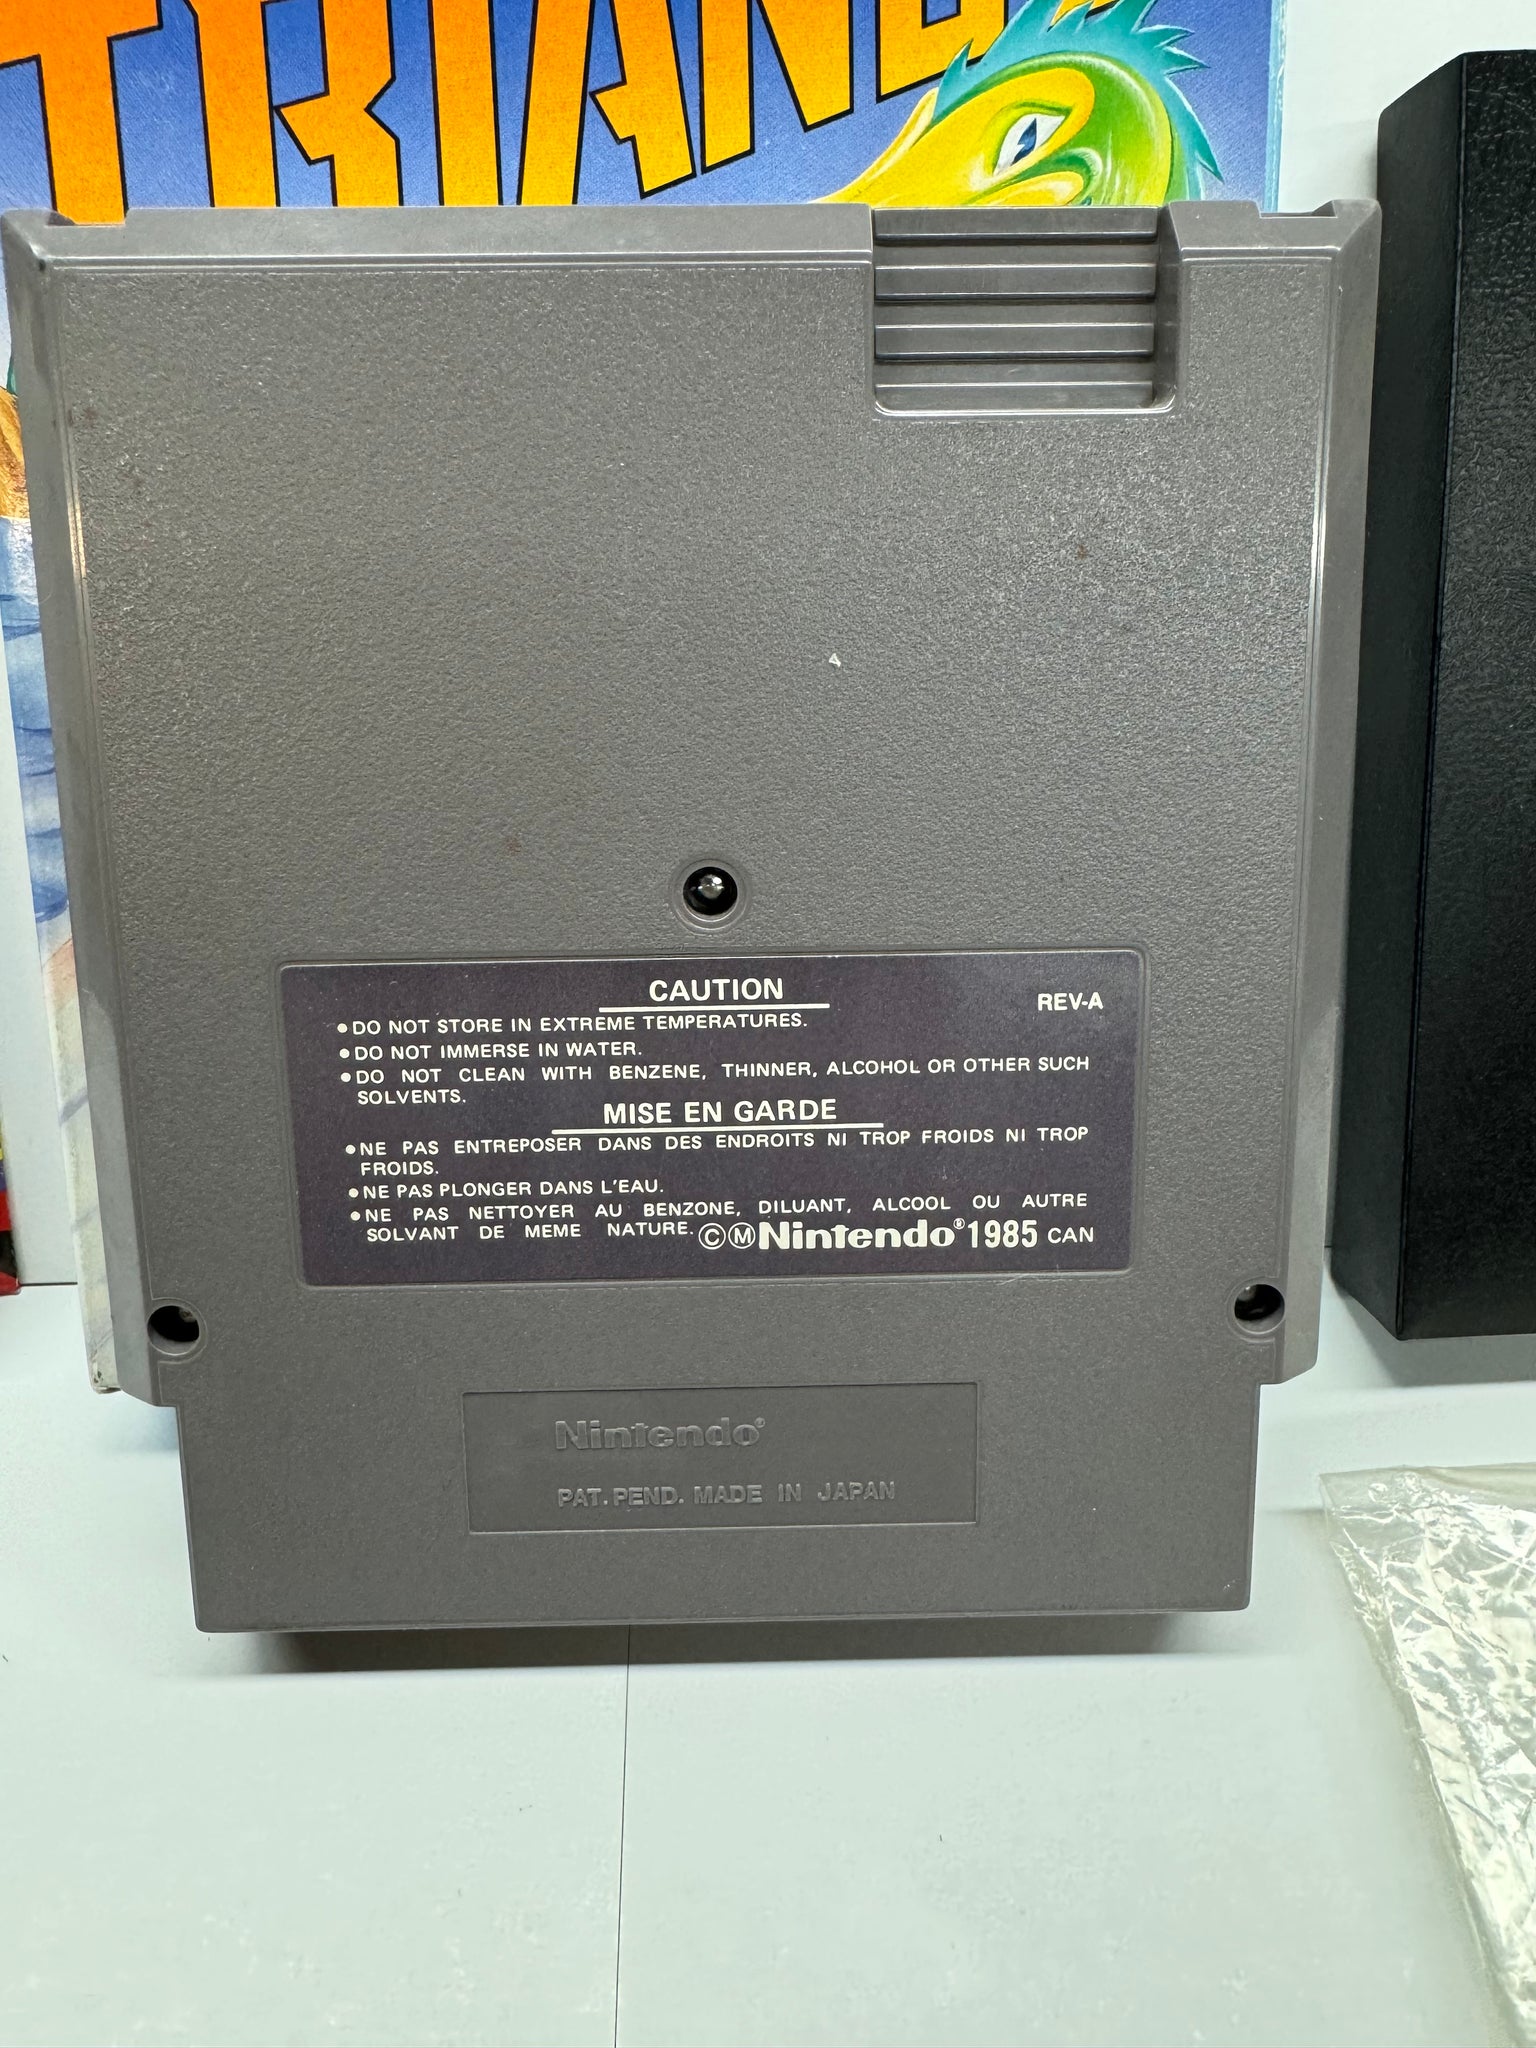 CAUTION
REV-A
•DO NOT STORE IN EXTREME TEMPERATURES.
•DO NOT IMMERSE IN WATER.
•DO NOT CLEAN WITH BENZENE, THINNER, ALCOHOL OR OTHER SUCH
SOLVENTS.
MISE EN GARDE
•NE PAS ENTREPOSER DANS DES ENDROITS NI TROP FROIDS NI TROP
FROIDS.
•NE PAS PLONGER DANS L'EAU.
•NE PAS NETTOYER AU BENZONE, DILUANT, ALCOOL OU AUTRE
SOLVANT DE MEME NATURE. ©Ⓜ Nintendo® 1985 CAN
Nintendo®
PAT. PEND. MADE IN JAPAN